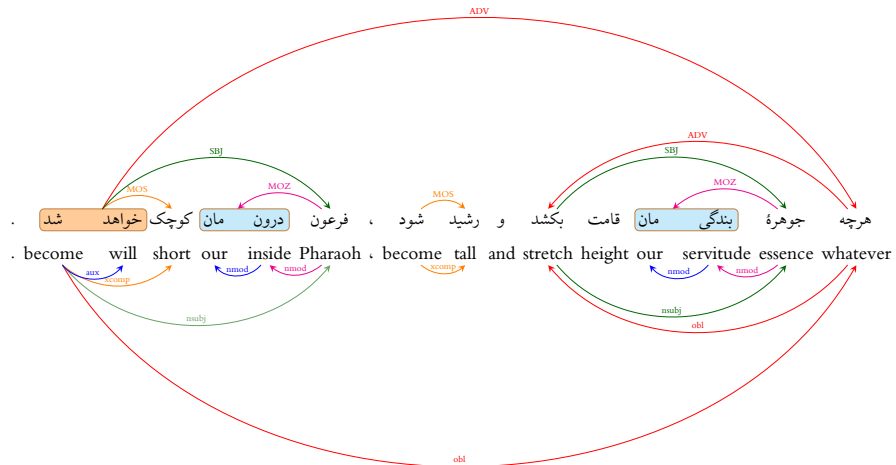 ADV
ADV
SBJ SBJ
MOZ MOZ
MOS MOS
هرچه جوهرهٔ بندگی مان قامت بکشد و رشید شود ، فرعون درون مان کوچک خواهد شد .
. become will short our inside Pharaoh ، become tall and stretch height our servitude essence whatever
aux nmod nmod xcomp nmod nmod
xcomp
nsubj nsubj
obl
obl